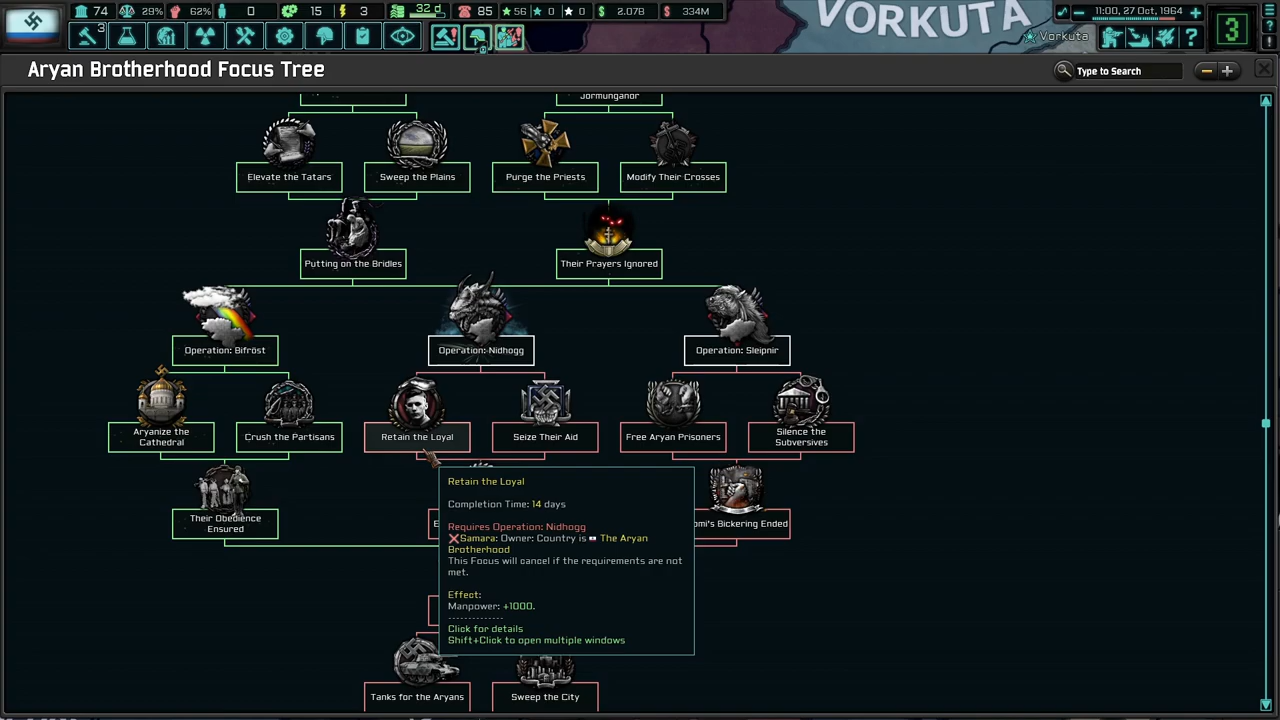 74
29%
62%
0
15
3
32 d
85
56
0
0
2.07B
334M
11:00, 27 Oct, 1964
3
VORKUTA
Vorkuta
3
Aryan Brotherhood Focus Tree
Type to Search
Jormungandr
Elevate the Tatars
Sweep the Plains
Purge the Priests
Modify Their Crosses
Putting on the Bridles
Their Prayers Ignored
Operation: Bifröst
Operation: Nidhogg
Operation: Sleipnir
Aryanize the
Cathedral
Crush the Partisans
Retain the Loyal
Seize Their Aid
Free Aryan Prisoners
Silence the
Subversives
Their Obedience
Ensured
omi's Bickering Ended
Retain the Loyal
Completion Time: 14 days
Requires Operation: Nidhogg
Samara: Owner: Country is The Aryan
Brotherhood
This Focus will cancel if the requirements are not
met.
Effect:
Manpower: +1000.
--------------
Click for details
Shift+Click to open multiple windows
Tanks for the Aryans
Sweep the City